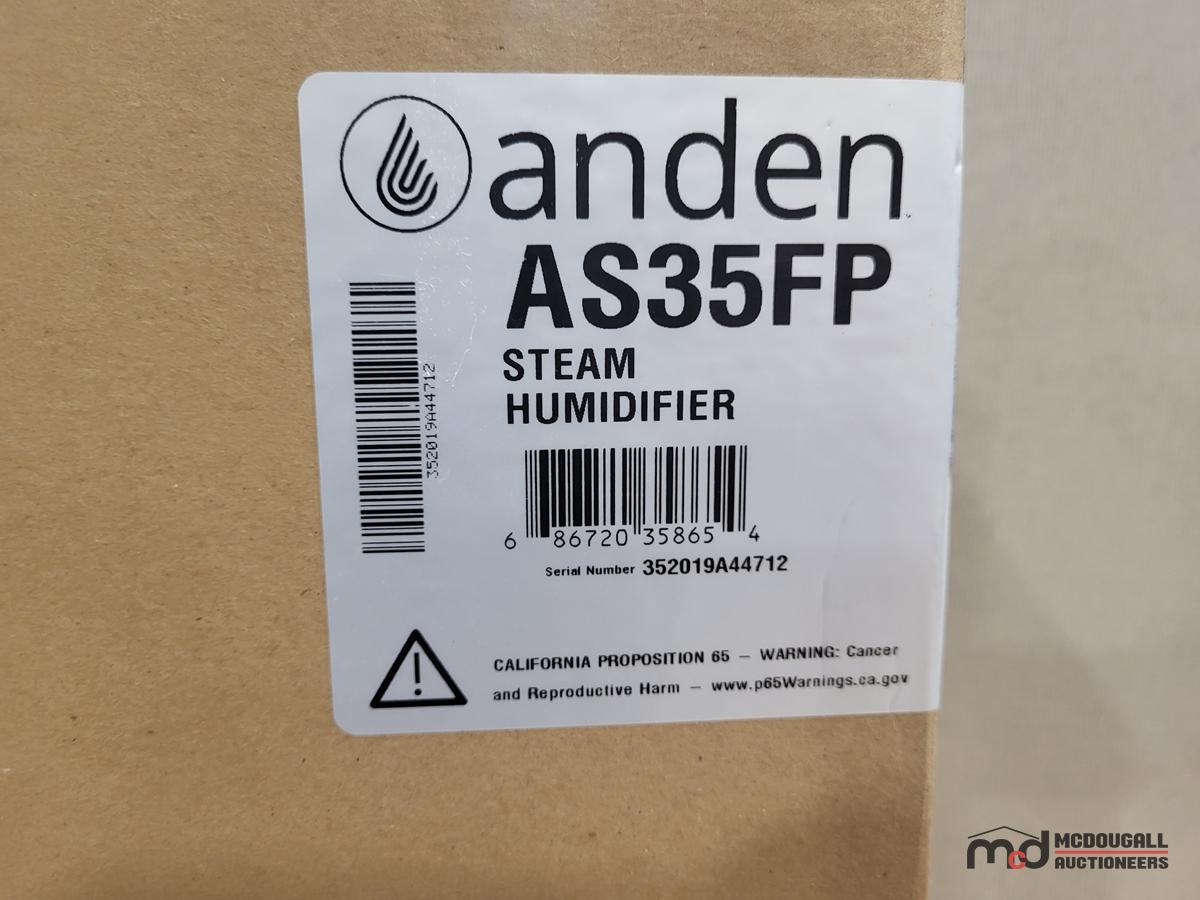 anden
AS35FP
STEAM
HUMIDIFIER
352019A44712
6 86720 35865 4
Serial Number 352019A44712
CALIFORNIA PROPOSITION 65 – WARNING: Cancer
and Reproductive Harm – www.p65Warnings.ca.gov
mcd MCDOUGALL
AUCTIONEERS